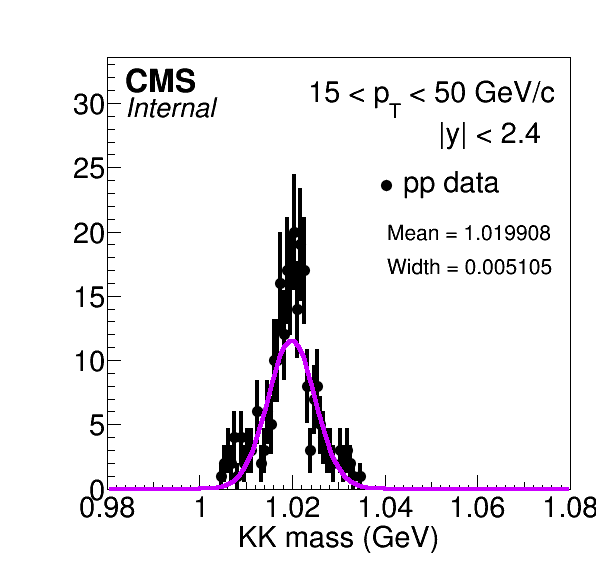 CMS
Internal
15 < p_T < 50 GeV/c
|y| < 2.4
pp data
Mean = 1.019908
Width = 0.005105
30
25
20
15
10
5
0
0.98 1 1.02 1.04 1.06 1.08
KK mass (GeV)